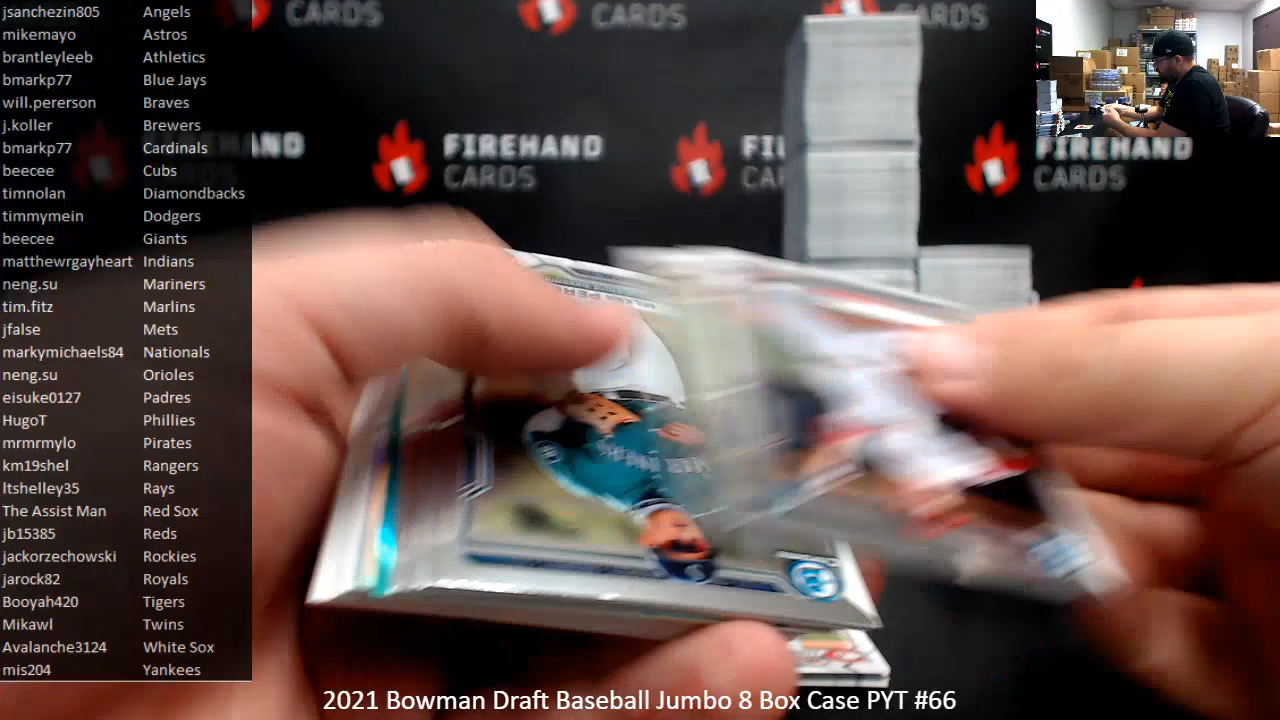 jsanchezin805 Angels
mikemayo Astros
brantleyleeb Athletics
bmarkp77 Blue Jays
will.pererson Braves
j.koller Brewers
bmarkp77 Cardinals
beecee Cubs
timnolan Diamondbacks
timmymein Dodgers
beecee Giants
matthewrgayheart Indians
neng.su Mariners
tim.fitz Marlins
jfalse Mets
markymichaels84 Nationals
neng.su Orioles
eisuke0127 Padres
HugoT Phillies
mrmrmylo Pirates
km19shel Rangers
ltshelley35 Rays
The Assist Man Red Sox
jb15385 Reds
jackorzechowski Rockies
jarock82 Royals
Booyah420 Tigers
Mikawl Twins
Avalanche3124 White Sox
mis204 Yankees
CARDS
CARDS
FIREHAND
CARDS
FIREHAND
CARDS
2021 Bowman Draft Baseball Jumbo 8 Box Case PYT #66